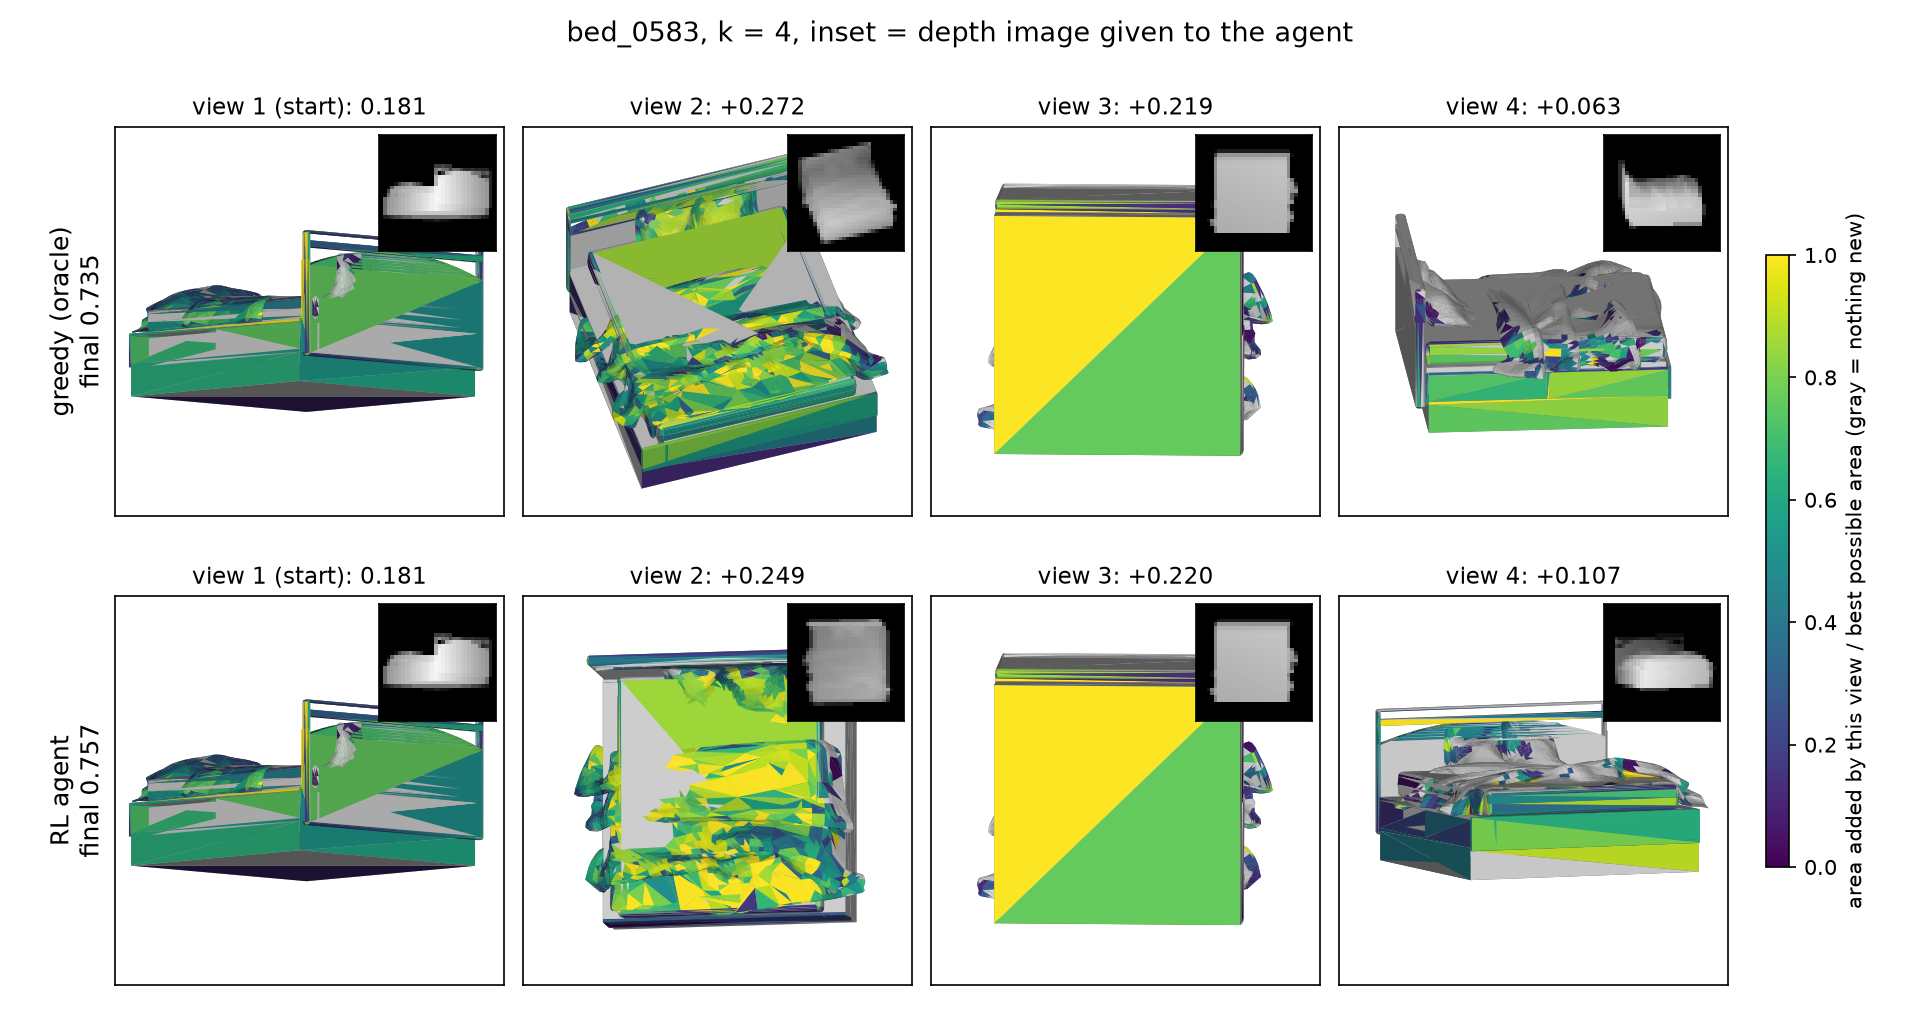 bed_0583, k = 4, inset = depth image given to the agent
greedy (oracle)
final 0.735
view 1 (start): 0.181
view 2: +0.272
view 3: +0.219
view 4: +0.063
RL agent
final 0.757
view 1 (start): 0.181
view 2: +0.249
view 3: +0.220
view 4: +0.107
1.0
0.8
0.6
0.4
0.2
0.0
area added by this view / best possible area (gray = nothing new)